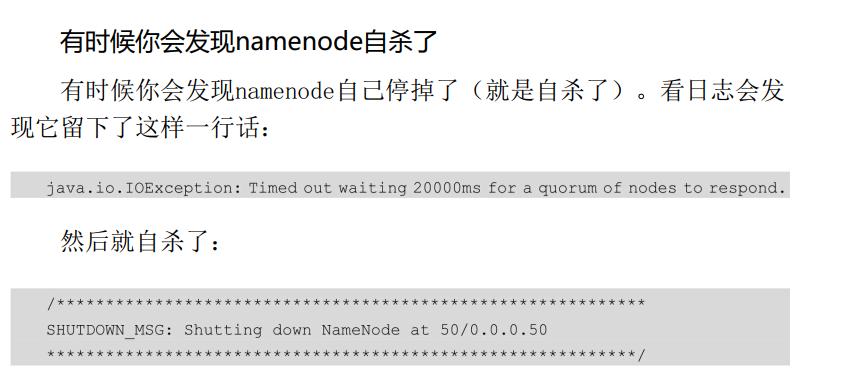 有时候你会发现namenode自杀了
有时候你会发现namenode自己停掉了（就是自杀了）。看日志会发
现它留下了这样一行话：
java.io.IOException: Timed out waiting 20000ms for a quorum of nodes to respond.
然后就自杀了：
/************************************************************
SHUTDOWN_MSG: Shutting down NameNode at 50/0.0.0.50
************************************************************/